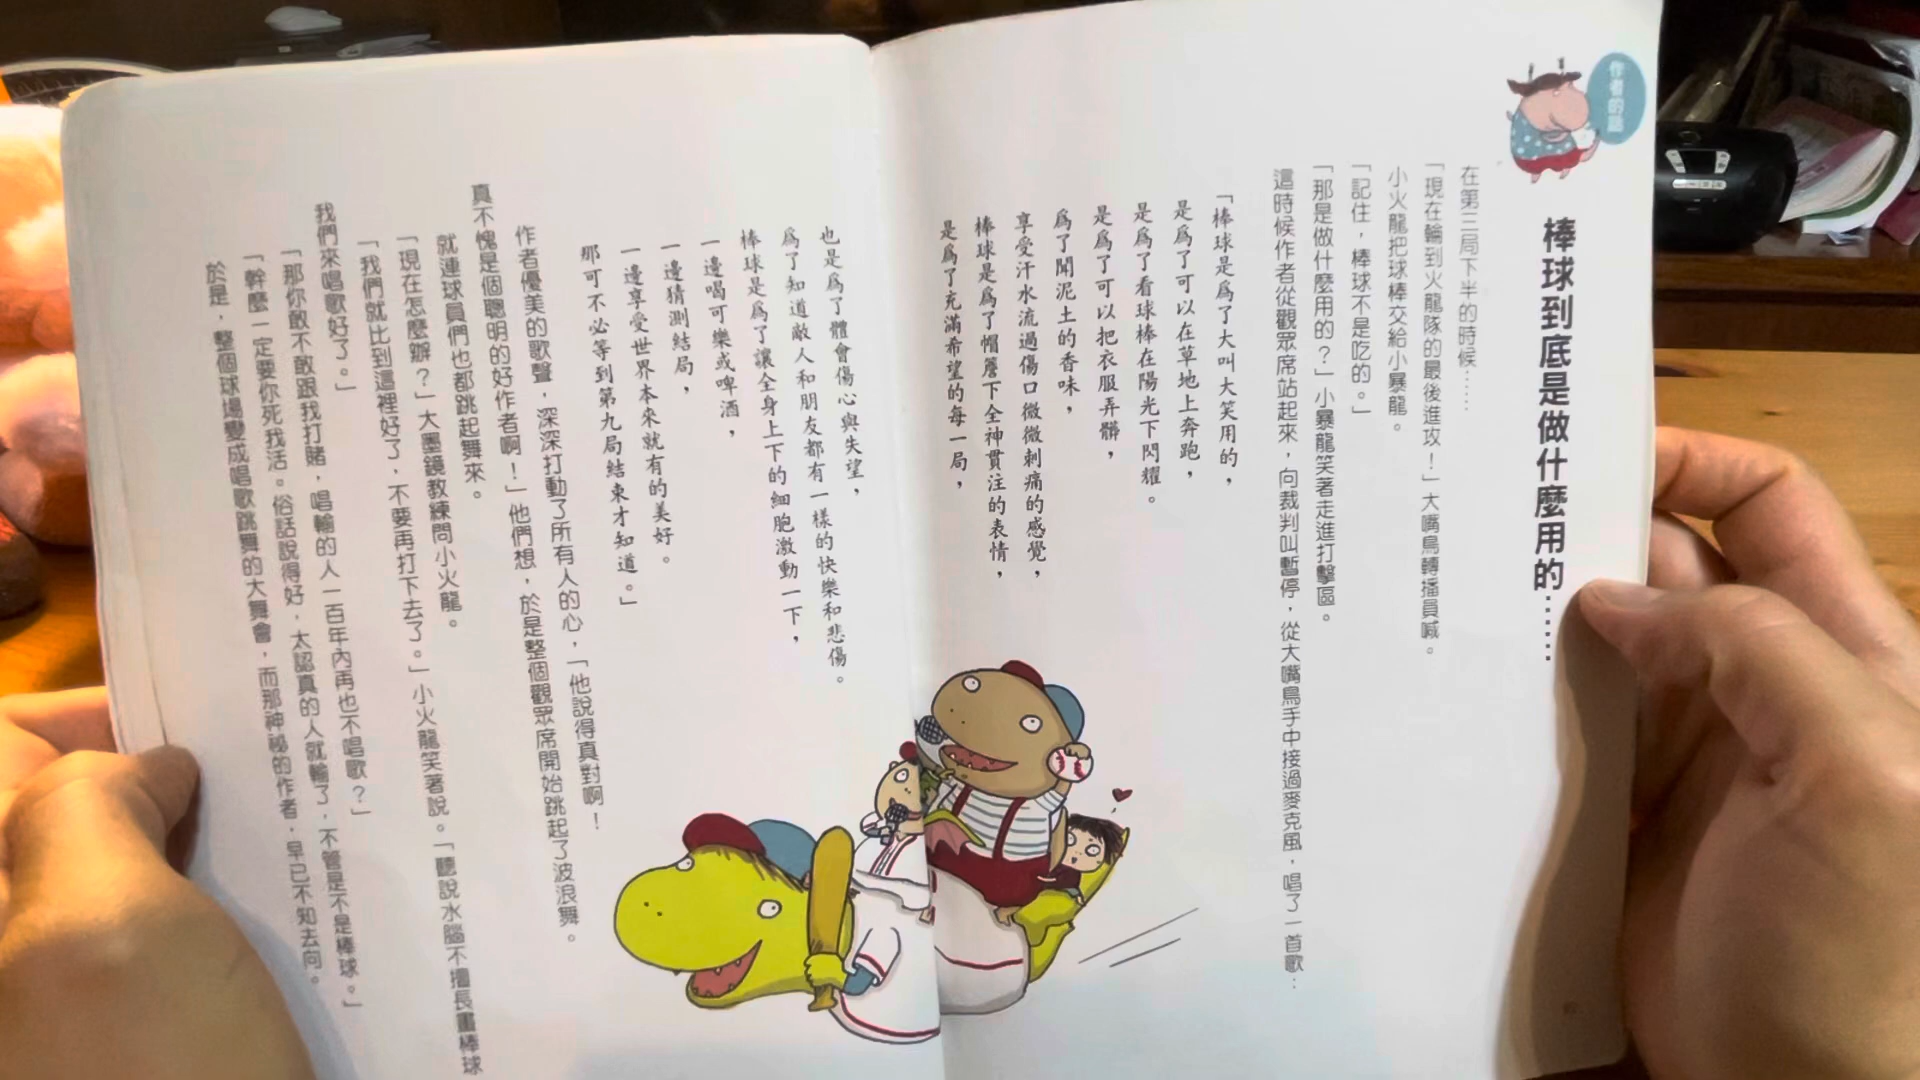 作者的話
棒球到底是做什麼用的……
在第三局下半的時候……
「現在輪到火龍隊的最後進攻！」大嘴鳥轉播員喊。
小火龍把球棒交給小暴龍。
「記住，棒球不是吃的。」
「那是做什麼用的？」小暴龍笑著走進打擊區。
這時候作者從觀眾席站起來，向裁判叫暫停，從大嘴鳥手中接過麥克風，唱了一首歌：
「棒球是爲了大叫大笑用的，
是爲了可以在草地上奔跑，
是爲了看球棒在陽光下閃耀。
是爲了可以把衣服弄髒，
爲了聞泥土的香味，
享受汗水流過傷口微微刺痛的感覺，
棒球是爲了帽簷下全神貫注的表情，
是爲了充滿希望的每一局，
也是爲了體會傷心與失望，
爲了知道敵人和朋友都有一樣的快樂和悲傷。
棒球是爲了讓全身上下的細胞激動一下，
一邊喝可樂或啤酒，
一邊猜測結局，
一邊享受世界本來就有的美好。
那可不必等到第九局結束才知道。」
作者優美的歌聲，深深打動了所有人的心，「他說得真對啊！
真不愧是個聰明的好作者啊！」他們想，於是整個觀眾席開始跳起了波浪舞。
就連球員們也都跳起舞來。
「現在怎麼辦？」大墨鏡教練問小火龍。
「我們就比到這裡好了，不要再打下去了。」小火龍笑著說。「聽說水腦不擅長畫棒球
我們來唱歌好了。」
「那你敢不敢跟我打賭，唱輸的人一百年內再也不唱歌？」
「幹麼一定要你死我活。俗話說得好，太認真的人就輸了，不管是不是棒球。」
於是，整個球場變成唱歌跳舞的大舞會，而那神祕的作者，早已不知去向。